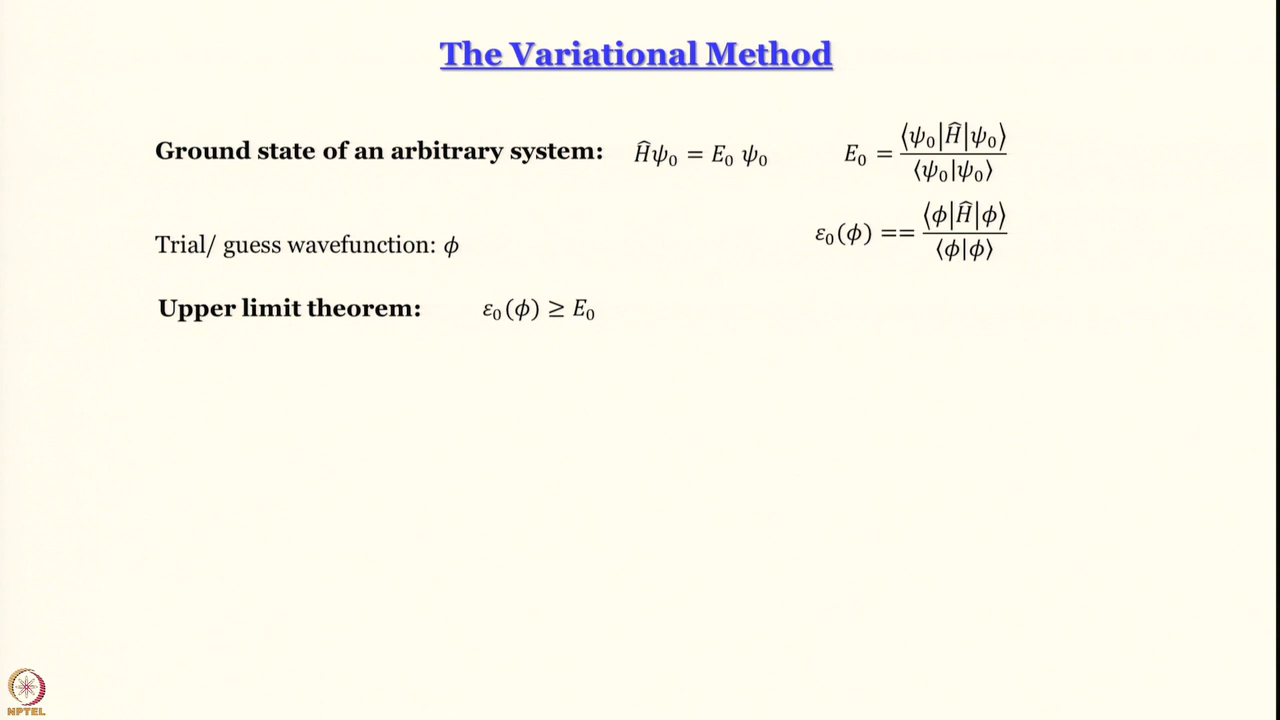 The Variational Method
Ground state of an arbitrary system: Ĥψ₀ = E₀ ψ₀ E₀ = ⟨ψ₀|Ĥ|ψ₀⟩ / ⟨ψ₀|ψ₀⟩
Trial/ guess wavefunction: ϕ ε₀(ϕ) == ⟨ϕ|Ĥ|ϕ⟩ / ⟨ϕ|ϕ⟩
Upper limit theorem: ε₀(ϕ) ≥ E₀
NPTEL